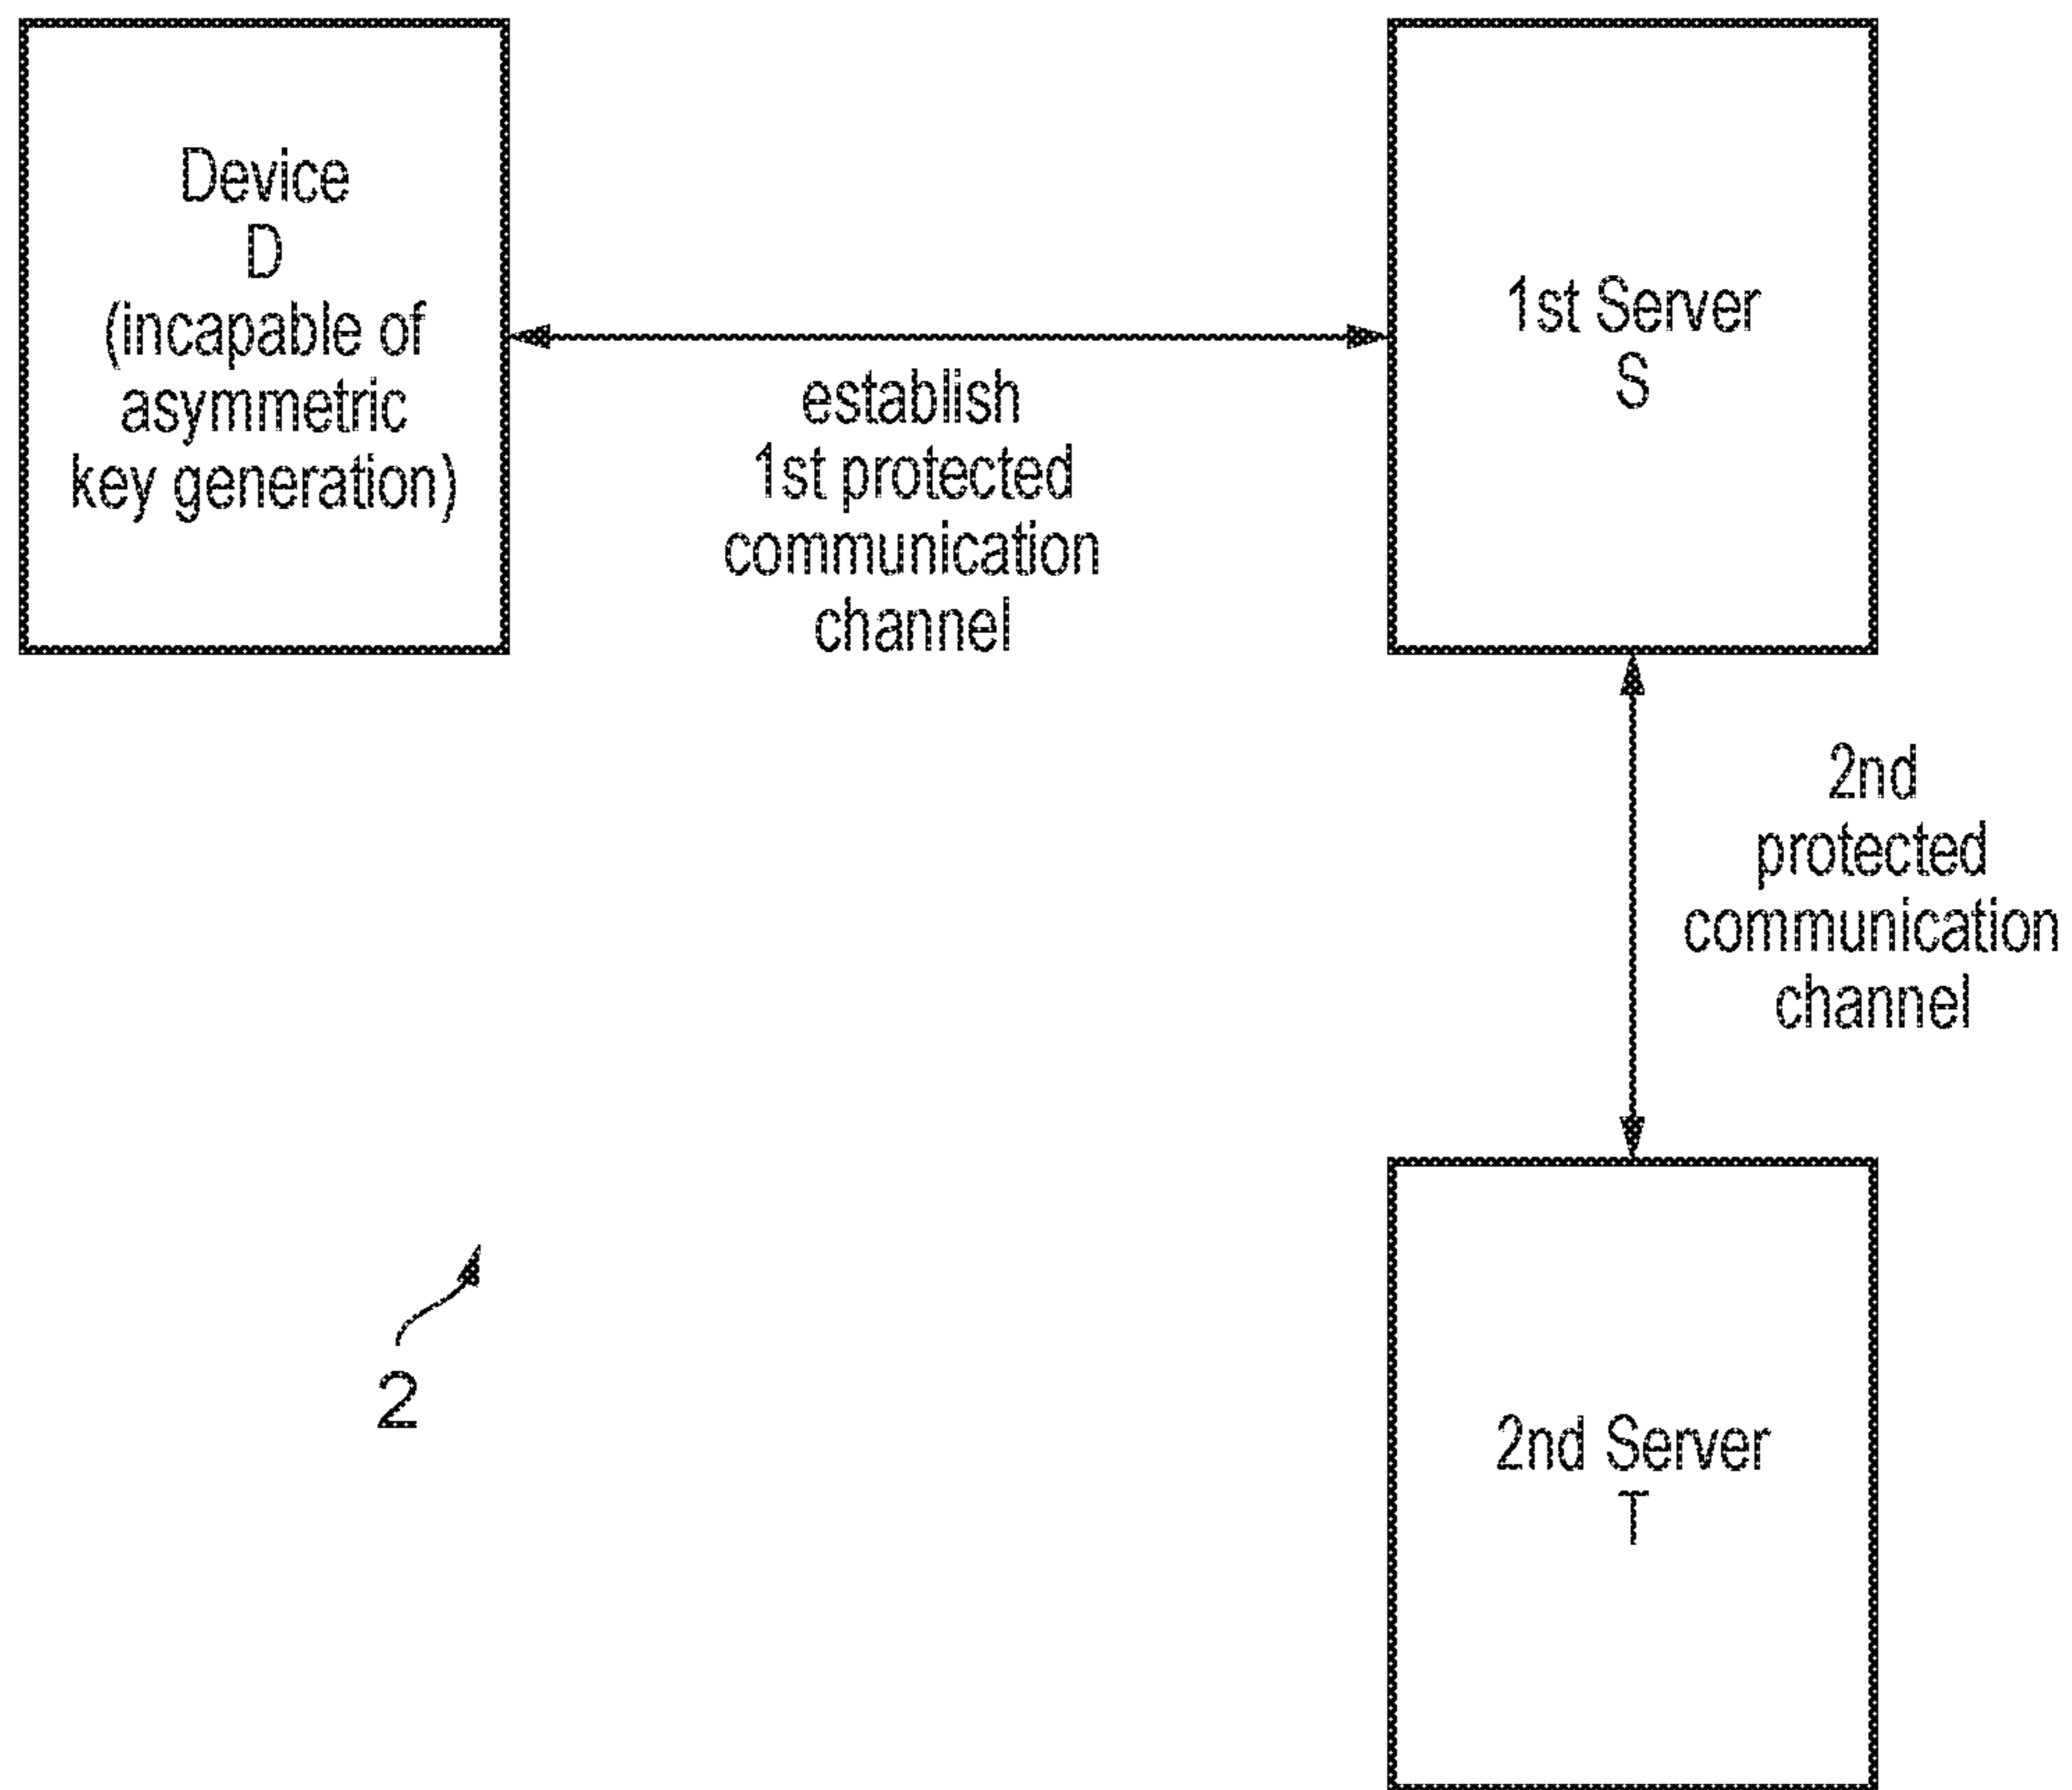 Device
D
(incapable of
asymmetric
key generation)
establish
1st protected
communication
channel
1st Server
S
2nd
protected
communication
channel
2nd Server
T
2